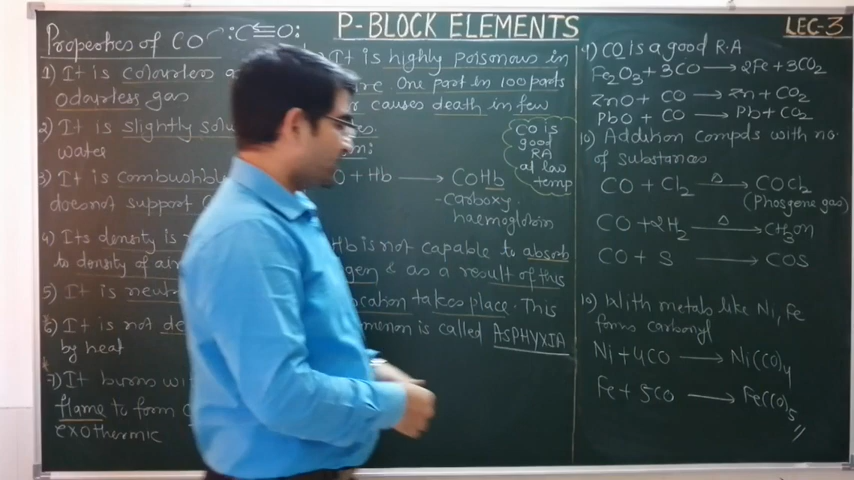 P-BLOCK ELEMENTS
LEC-3
Properties of CO :C≡O:
1) It is colourless a
odourless gas
2) It is slightly solu
water
3) It is combustibl
does not support
4) Its density is
to density of air
5) It is neut
6) It is not de
by heat
7) It burns wi
flame to form
exothermic
It is highly poisonous in
One part in 100 parts
causes death in few
O + Hb → COHb
-carboxy
haemoglobin
Hb is not capable to absorb
gen & as a result of this
cation takes place. This
menon is called ASPHYXIA
CO is
good
RA
at low
temp
9) CO is a good R.A
Fe2O3 + 3CO → 2Fe + 3CO2
ZnO + CO → Zn + CO2
PbO + CO → Pb + CO2
10) Addition compds with no.
of substances
CO + Cl2 —Δ→ COCl2
(Phosgene gas)
CO + 2H2 —Δ→ CH3OH
CO + S → COS
With metals like Ni, Fe
forms carbonyl
Ni + 4CO → Ni(CO)4
Fe + 5CO → Fe(CO)5